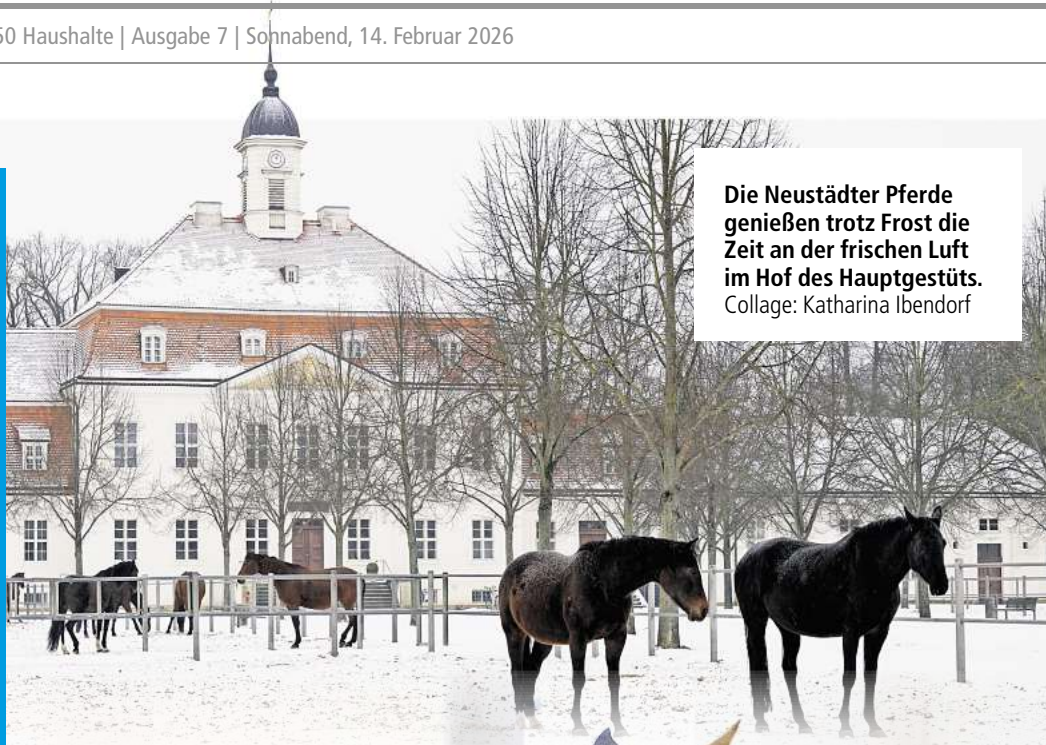 50 Haushalte | Ausgabe 7 | Sonnabend, 14. Februar 2026
Die Neustädter Pferde
genießen trotz Frost die
Zeit an der frischen Luft
im Hof des Hauptgestüts.
Collage: Katharina Ibendorf